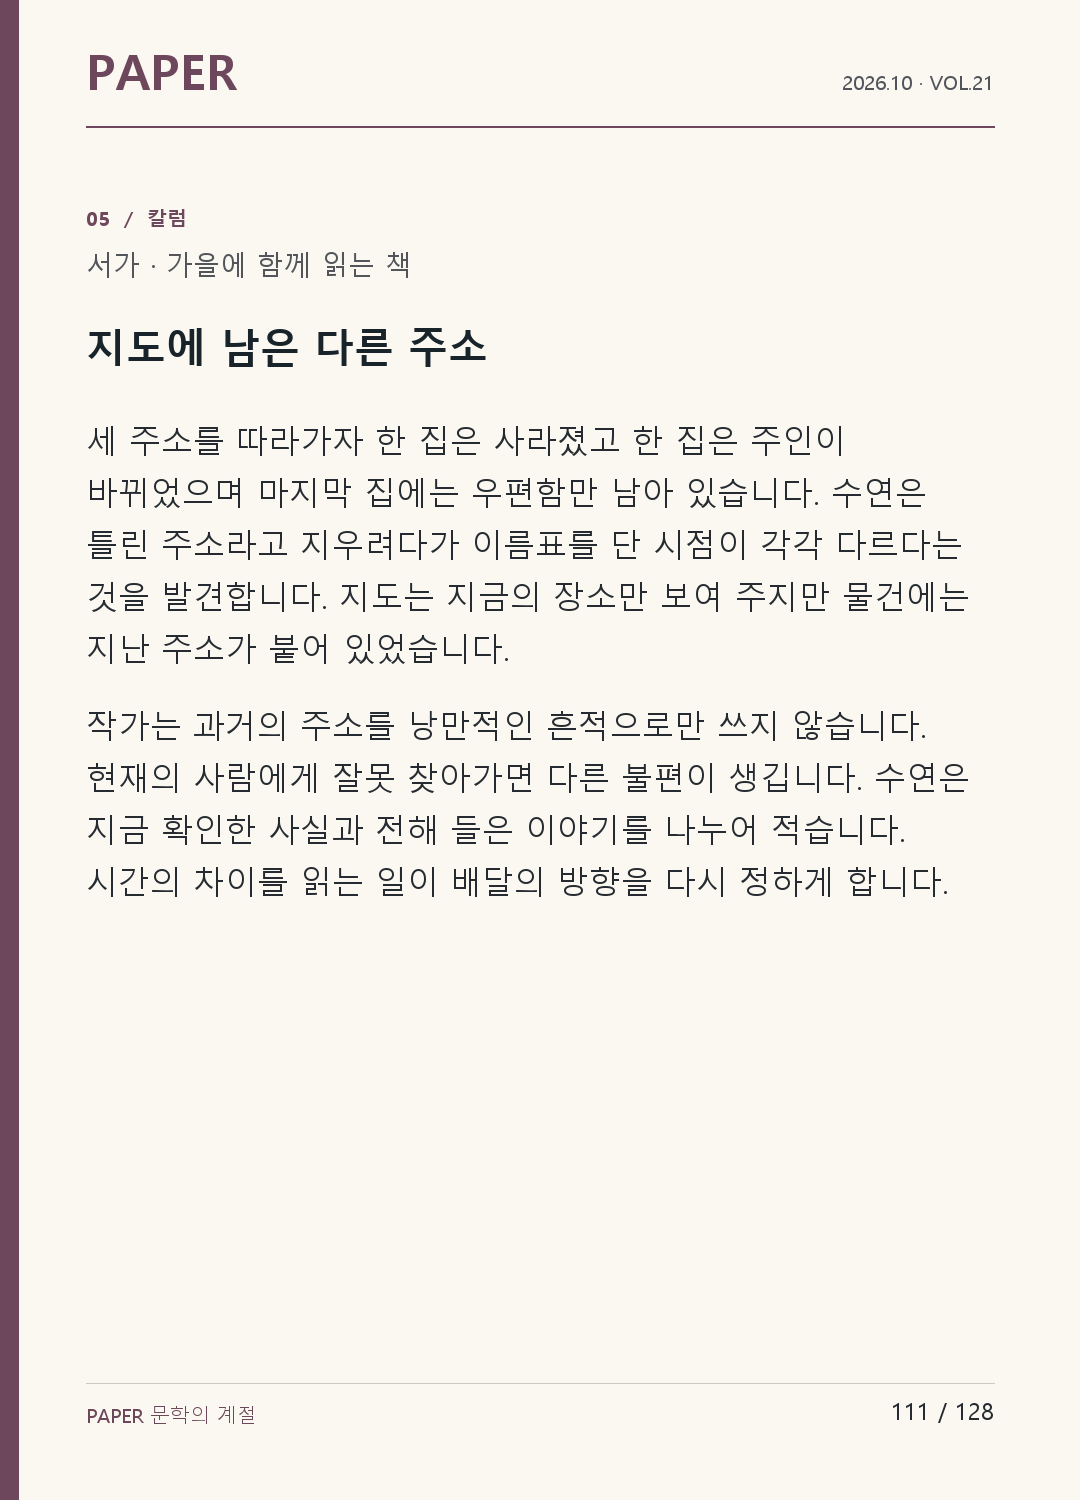 PAPER
2026.10 · VOL.21
05 / 칼럼
서가 · 가을에 함께 읽는 책
지도에 남은 다른 주소
세 주소를 따라가자 한 집은 사라졌고 한 집은 주인이
바뀌었으며 마지막 집에는 우편함만 남아 있습니다. 수연은
틀린 주소라고 지우려다가 이름표를 단 시점이 각각 다르다는
것을 발견합니다. 지도는 지금의 장소만 보여 주지만 물건에는
지난 주소가 붙어 있었습니다.
작가는 과거의 주소를 낭만적인 흔적으로만 쓰지 않습니다.
현재의 사람에게 잘못 찾아가면 다른 불편이 생깁니다. 수연은
지금 확인한 사실과 전해 들은 이야기를 나누어 적습니다.
시간의 차이를 읽는 일이 배달의 방향을 다시 정하게 합니다.
PAPER 문학의 계절
111 / 128